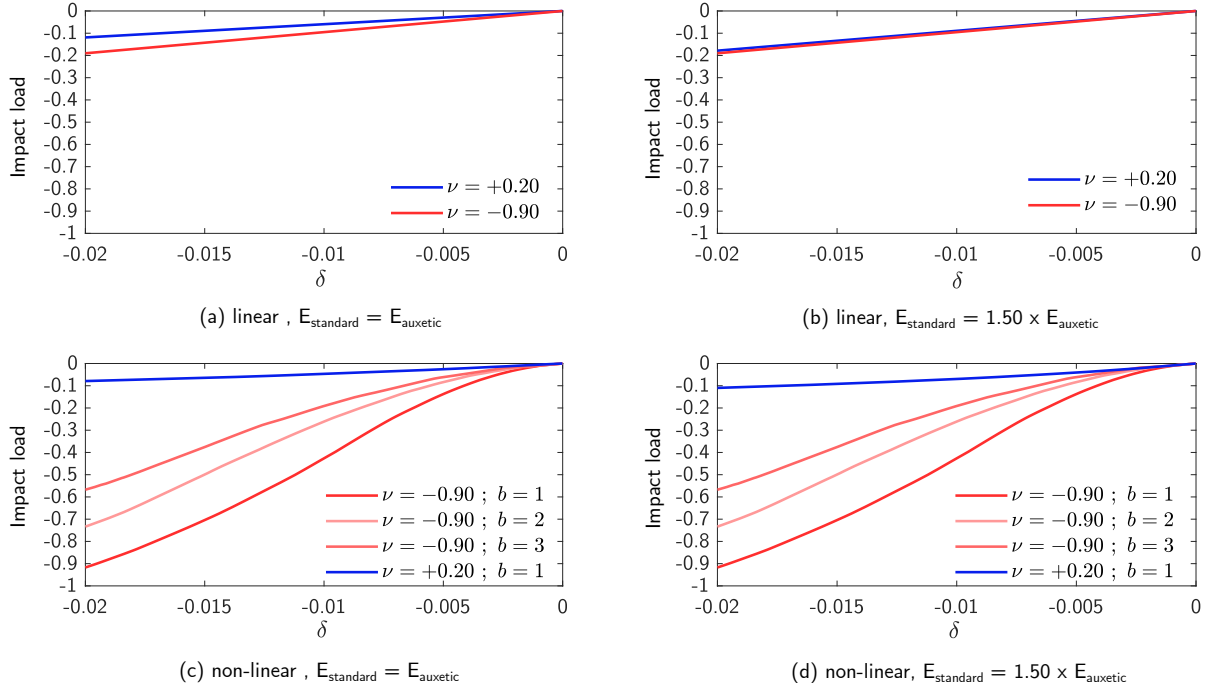 0
-0.1
-0.2
-0.3
-0.4
-0.5
-0.6
-0.7
-0.8
-0.9
-1
Impact load
ν = +0.20
ν = −0.90
-0.02 -0.015 -0.01 -0.005 0
δ
(a) linear , E_standard = E_auxetic
0
-0.1
-0.2
-0.3
-0.4
-0.5
-0.6
-0.7
-0.8
-0.9
-1
Impact load
ν = +0.20
ν = −0.90
-0.02 -0.015 -0.01 -0.005 0
δ
(b) linear, E_standard = 1.50 x E_auxetic
0
-0.1
-0.2
-0.3
-0.4
-0.5
-0.6
-0.7
-0.8
-0.9
-1
Impact load
ν = −0.90 ; b = 1
ν = −0.90 ; b = 2
ν = −0.90 ; b = 3
ν = +0.20 ; b = 1
-0.02 -0.015 -0.01 -0.005 0
δ
(c) non-linear , E_standard = E_auxetic
0
-0.1
-0.2
-0.3
-0.4
-0.5
-0.6
-0.7
-0.8
-0.9
-1
Impact load
ν = −0.90 ; b = 1
ν = −0.90 ; b = 2
ν = −0.90 ; b = 3
ν = +0.20 ; b = 1
-0.02 -0.015 -0.01 -0.005 0
δ
(d) non-linear, E_standard = 1.50 x E_auxetic